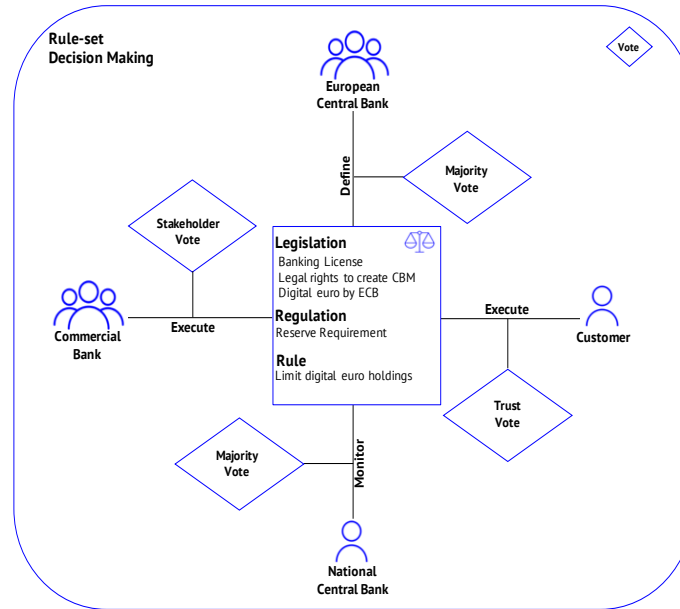 Rule-set
Decision Making
Vote
European
Central Bank
Define
Majority
Vote
Stakeholder
Vote
Legislation
Banking License
Legal rights to create CBM
Digital euro by ECB
Regulation
Reserve Requirement
Rule
Limit digital euro holdings
Commercial
Bank
Execute
Execute
Customer
Trust
Vote
Majority
Vote
Monitor
National
Central Bank